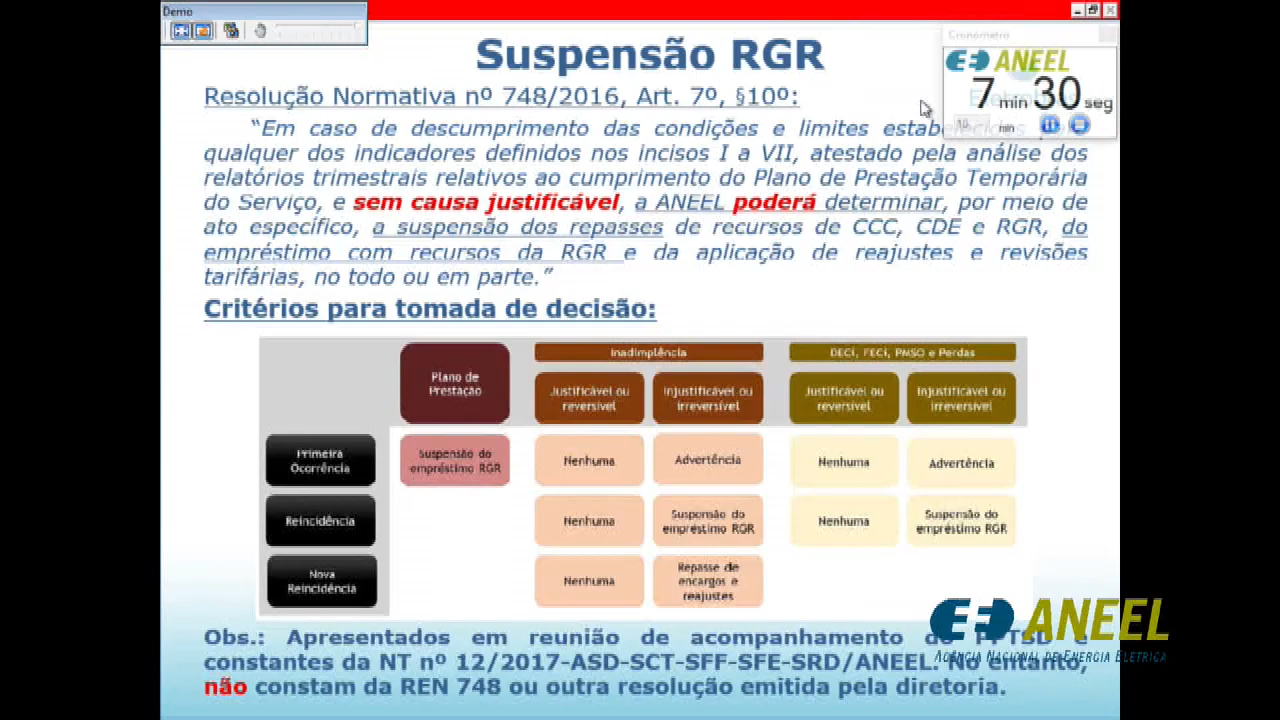 Demo
Suspensão RGR
Cronometro
ANEEL
7 min 30 seg
10 min
Resolução Normativa nº 748/2016, Art. 7º, §10º:
“Em caso de descumprimento das condições e limites
qualquer dos indicadores definidos nos incisos I a VII, atestado pela análise dos
relatórios trimestrais relativos ao cumprimento do Plano de Prestação Temporária
do Serviço, e sem causa justificável, a ANEEL poderá determinar, por meio de
ato específico, a suspensão dos repasses de recursos de CCC, CDE e RGR, do
empréstimo com recursos da RGR e da aplicação de reajustes e revisões
tarifárias, no todo ou em parte.”
Critérios para tomada de decisão:
Inadimplência
DECi, FECi, PMSO e Perdas
Plano de
Prestação
Justificável ou
reversível
Injustificável ou
irreversível
Justificável ou
reversível
Injustificável ou
irreversível
Primeira
Ocorrência
Suspensão do
empréstimo RGR
Nenhuma
Advertência
Nenhuma
Advertência
Reincidência
Nenhuma
Suspensão do
empréstimo RGR
Nenhuma
Suspensão do
empréstimo RGR
Nova
Reincidência
Nenhuma
Repasse de
encargos e
reajustes
Obs.: Apresentados em reunião de acompanhamento e
constantes da NT nº 12/2017-ASD-SCT-SFF-SFE-SRD/ANEEL. No entanto,
não constam da REN 748 ou outra resolução emitida pela diretoria.
ANEEL
AGÊNCIA NACIONAL DE ENERGIA ELÉTRICA